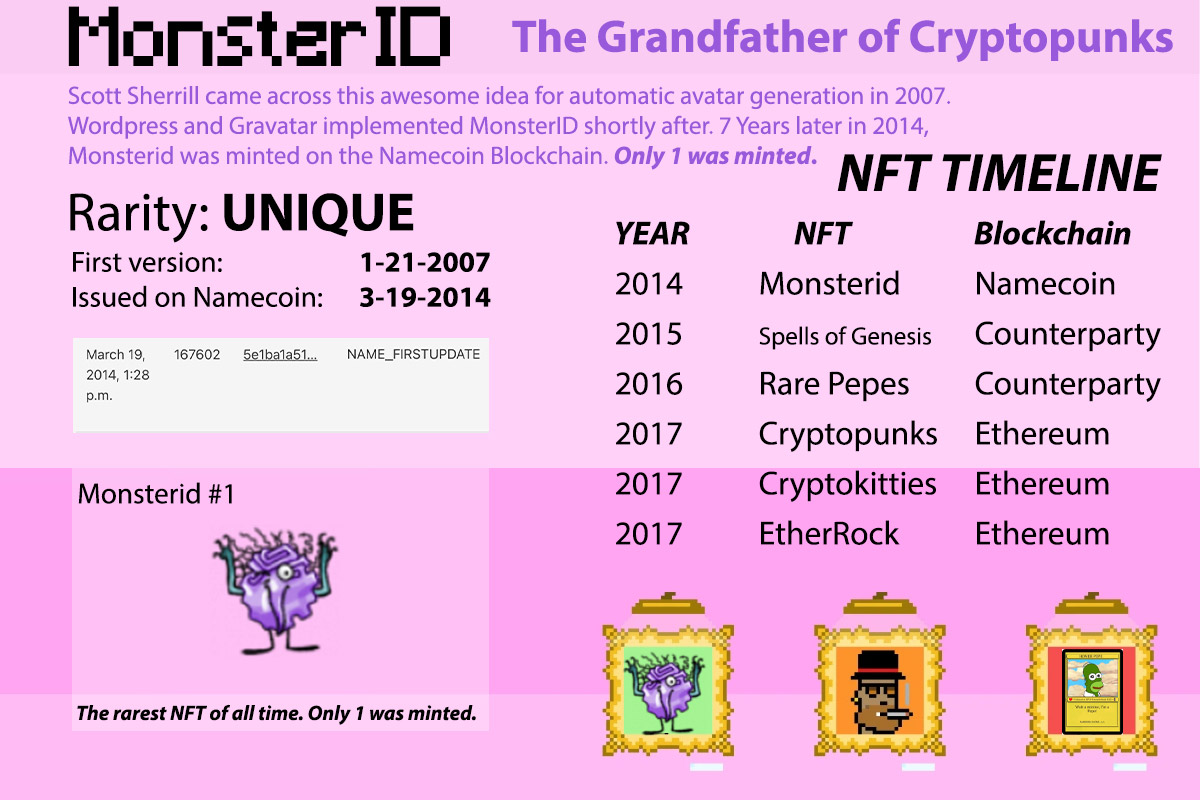 MonsterID
The Grandfather of Cryptopunks
Scott Sherrill came across this awesome idea for automatic avatar generation in 2007.
Wordpress and Gravatar implemented MonsterID shortly after. 7 Years later in 2014,
Monsterid was minted on the Namecoin Blockchain. Only 1 was minted.
Rarity: UNIQUE
First version: 1-21-2007
Issued on Namecoin: 3-19-2014
March 19, 167602 5e1ba1a51... NAME_FIRSTUPDATE
2014, 1:28
p.m.
Monsterid #1
The rarest NFT of all time. Only 1 was minted.
NFT TIMELINE
YEAR NFT Blockchain
2014 Monsterid Namecoin
2015 Spells of Genesis Counterparty
2016 Rare Pepes Counterparty
2017 Cryptopunks Ethereum
2017 Cryptokitties Ethereum
2017 EtherRock Ethereum